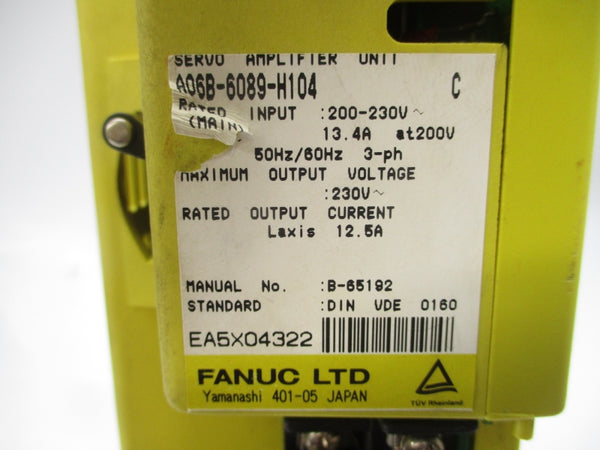 SERVO AMPLIFIER UNIT
A06B-6089-H104 C
RATED INPUT :200-230V~
(MAIN) 13.4A at200V
50Hz/60Hz 3-ph
MAXIMUM OUTPUT VOLTAGE
:230V~
RATED OUTPUT CURRENT
Laxis 12.5A
MANUAL No. :B-65192
STANDARD :DIN VDE 0160
EA5X04322
FANUC LTD
Yamanashi 401-05 JAPAN
TÜV Rheinland